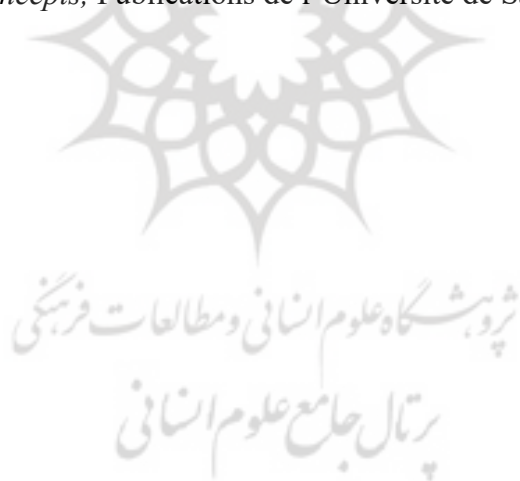 ncepts, Publications de l'Université de S
پژوهشگاه علوم انسانی و مطالعات فرهنگی
پرتال جامع علوم انسانی